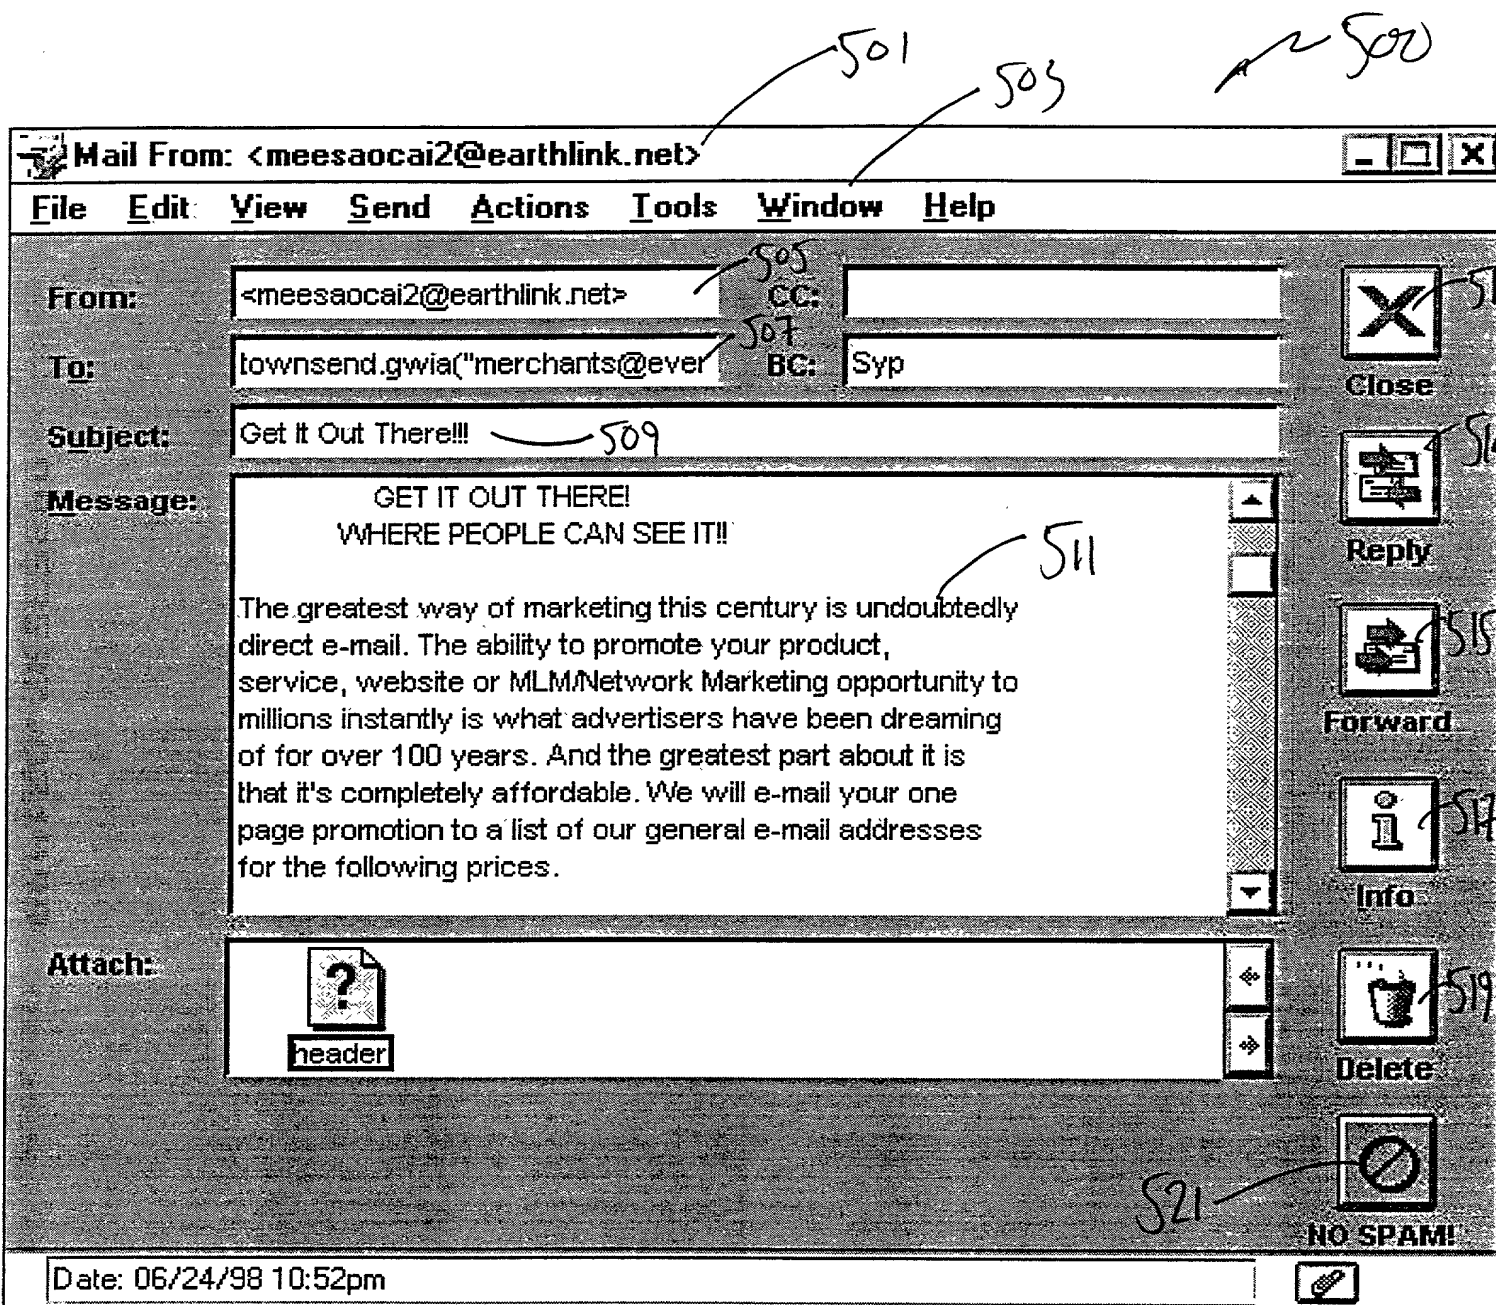 501
503
500
Mail From: <meesaocai2@earthlink.net>
File Edit View Send Actions Tools Window Help
From: <meesaocai2@earthlink.net> 505 CC:
To: townsend.gwia("merchants@ever 507 BC: Syp
Close
Subject: Get It Out There!!! 509
Message: GET IT OUT THERE!
WHERE PEOPLE CAN SEE IT!!
511
Reply
The greatest way of marketing this century is undoubtedly
direct e-mail. The ability to promote your product,
515
service, website or MLM/Network Marketing opportunity to
millions instantly is what advertisers have been dreaming
Forward
of for over 100 years. And the greatest part about it is
that it's completely affordable. We will e-mail your one
517
page promotion to a list of our general e-mail addresses
for the following prices.
Info
Attach:
519
header
Delete
521
NO SPAM!
Date: 06/24/98 10:52pm